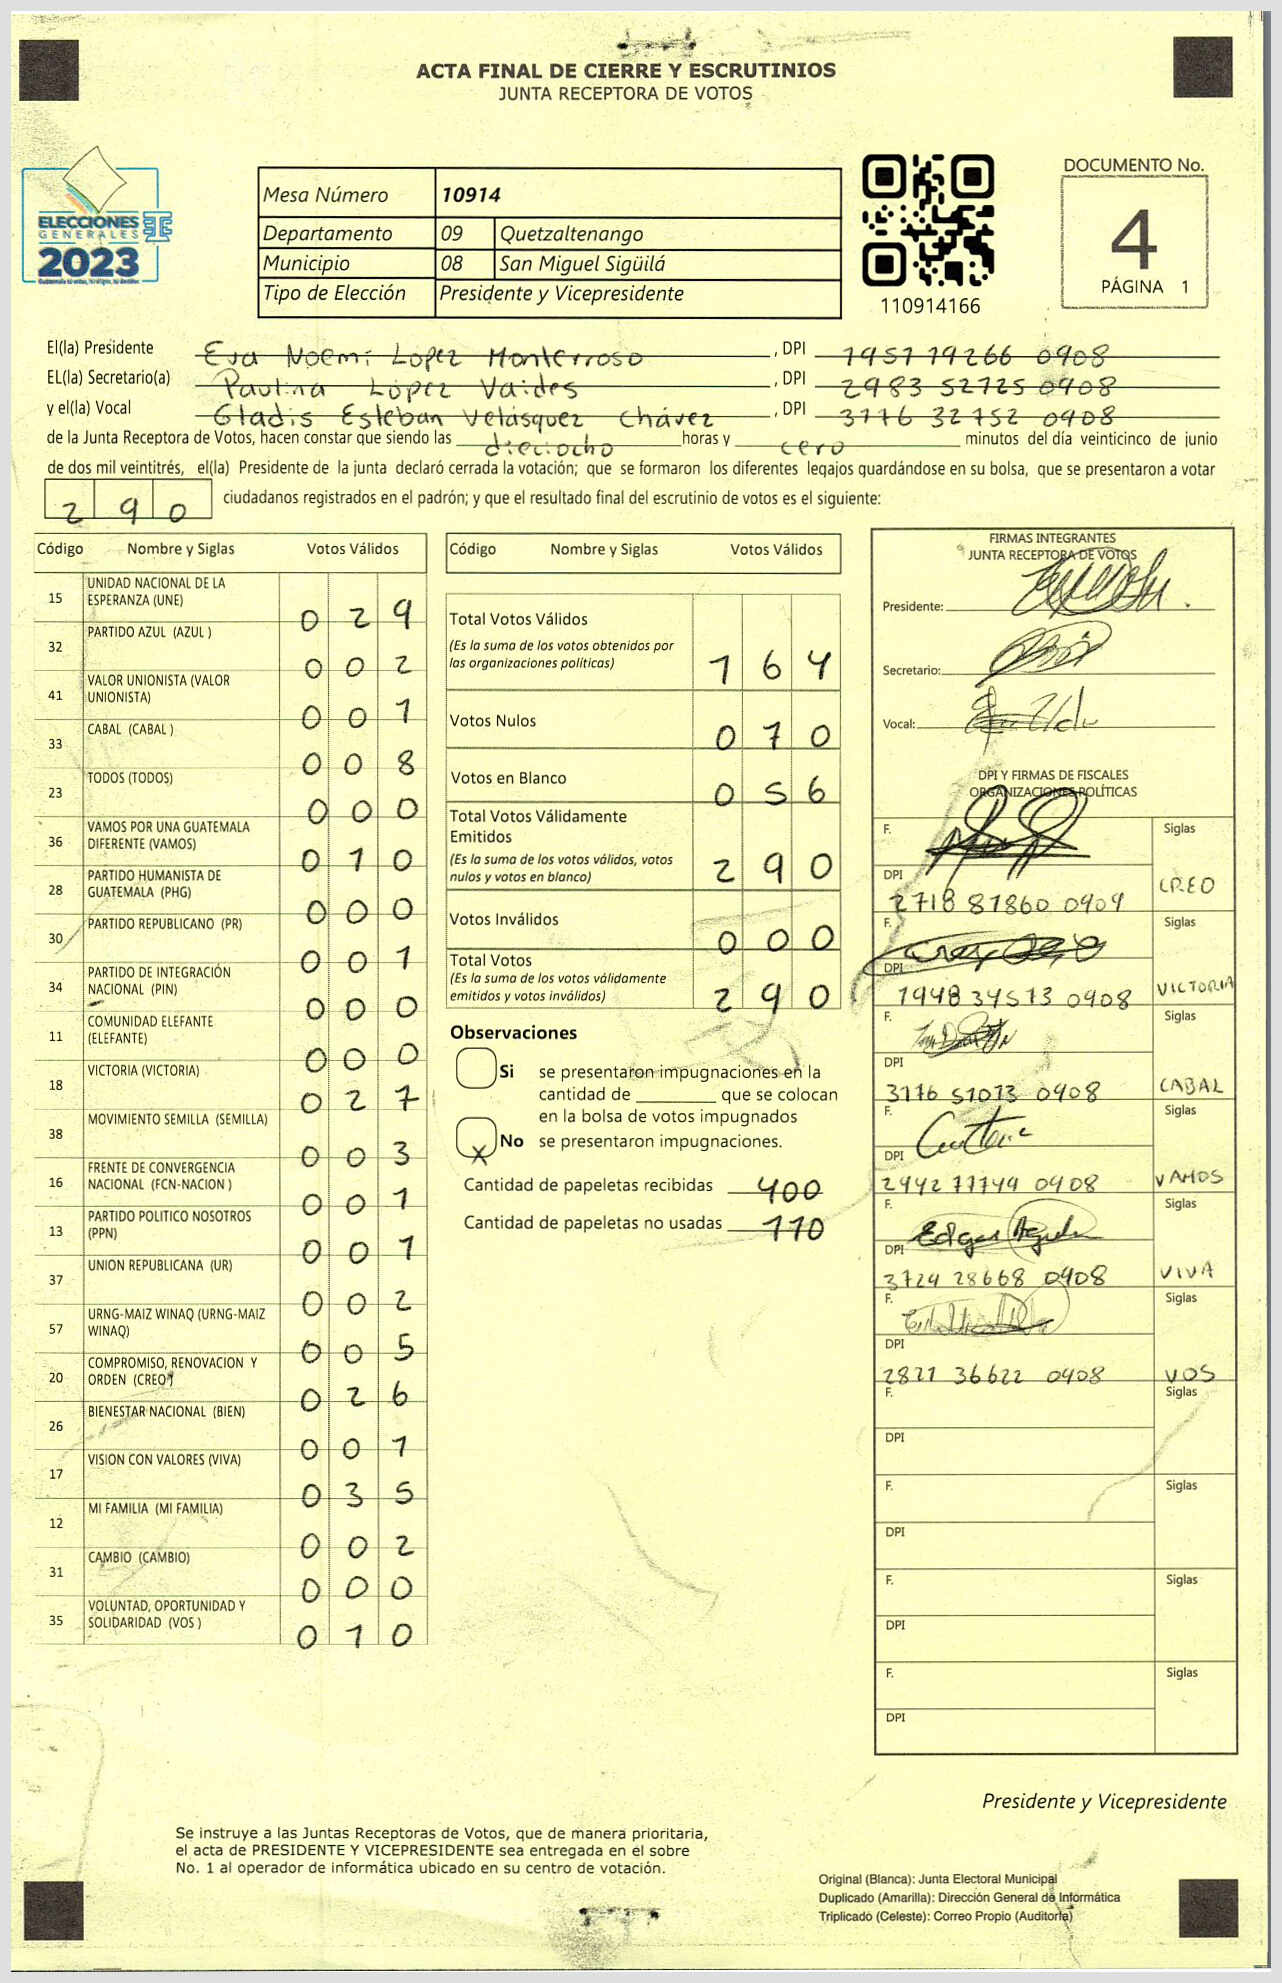 ACTA FINAL DE CIERRE Y ESCRUTINIOS
JUNTA RECEPTORA DE VOTOS
ELECCIONES
GENERALES
2023
Mesa Número 10914
Departamento 09 Quetzaltenango
Municipio 08 San Miguel Sigüilá
Tipo de Elección Presidente y Vicepresidente
110914166
DOCUMENTO No.
4
PÁGINA 1
El(la) Presidente Eva Noemí López Monterroso, DPI 1951 19266 0908
EL(la) Secretario(a) Paulina López Valdes, DPI 2983 52725 0908
y el(la) Vocal Gladis Esteban Velásquez Chávez, DPI 3176 32752 0908
de la Junta Receptora de Votos, hacen constar que siendo las dieciocho horas y cero minutos del día veinticinco de junio
de dos mil veintitrés, el(la) Presidente de la junta declaró cerrada la votación; que se formaron los diferentes legajos guardándose en su bolsa, que se presentaron a votar
290 ciudadanos registrados en el padrón; y que el resultado final del escrutinio de votos es el siguiente:
Código Nombre y Siglas Votos Válidos
15 UNIDAD NACIONAL DE LA ESPERANZA (UNE) 029
32 PARTIDO AZUL (AZUL ) 002
41 VALOR UNIONISTA (VALOR UNIONISTA) 001
33 CABAL (CABAL ) 008
23 TODOS (TODOS) 000
36 VAMOS POR UNA GUATEMALA DIFERENTE (VAMOS) 010
28 PARTIDO HUMANISTA DE GUATEMALA (PHG) 000
30 PARTIDO REPUBLICANO (PR) 001
34 PARTIDO DE INTEGRACIÓN NACIONAL (PIN) 000
11 COMUNIDAD ELEFANTE (ELEFANTE) 000
18 VICTORIA (VICTORIA) 027
38 MOVIMIENTO SEMILLA (SEMILLA) 003
16 FRENTE DE CONVERGENCIA NACIONAL (FCN-NACION ) 001
13 PARTIDO POLITICO NOSOTROS (PPN) 001
37 UNION REPUBLICANA (UR) 002
57 URNG-MAIZ WINAQ (URNG-MAIZ WINAQ) 005
20 COMPROMISO, RENOVACION Y ORDEN (CREO) 026
26 BIENESTAR NACIONAL (BIEN) 001
17 VISION CON VALORES (VIVA) 035
12 MI FAMILIA (MI FAMILIA) 002
31 CAMBIO (CAMBIO) 000
35 VOLUNTAD, OPORTUNIDAD Y SOLIDARIDAD (VOS ) 010
Código Nombre y Siglas Votos Válidos
Total Votos Válidos 164
(Es la suma de los votos obtenidos por
las organizaciones políticas)
Votos Nulos 070
Votos en Blanco 056
Total Votos Válidamente
Emitidos 290
(Es la suma de los votos válidos, votos
nulos y votos en blanco)
Votos Inválidos 000
Total Votos 290
(Es la suma de los votos válidamente
emitidos y votos inválidos)
Observaciones
Si se presentaron impugnaciones en la
cantidad de ________ que se colocan
en la bolsa de votos impugnados
X No se presentaron impugnaciones.
Cantidad de papeletas recibidas 400
Cantidad de papeletas no usadas 110
FIRMAS INTEGRANTES
JUNTA RECEPTORA DE VOTOS
Presidente:
Secretario:
Vocal:
DPI Y FIRMAS DE FISCALES
ORGANIZACIONES POLÍTICAS
F. Siglas
DPI 2718 87860 0909 CREO
F. Siglas
DPI 1948 34513 0908 VICTORIA
F. Siglas
DPI 3176 51073 0908 CABAL
F. Siglas
DPI 2942 11149 0908 VAMOS
F. Edgar Siglas
DPI 3724 28668 0908 VIVA
F. Siglas
DPI 2821 36622 0908 VOS
F. Siglas
DPI
F. Siglas
DPI
F. Siglas
DPI
F. Siglas
DPI
Presidente y Vicepresidente
Se instruye a las Juntas Receptoras de Votos, que de manera prioritaria,
el acta de PRESIDENTE Y VICEPRESIDENTE sea entregada en el sobre
No. 1 al operador de informática ubicado en su centro de votación.
Original (Blanca): Junta Electoral Municipal
Duplicado (Amarilla): Dirección General de Informática
Triplicado (Celeste): Correo Propio (Auditoría)